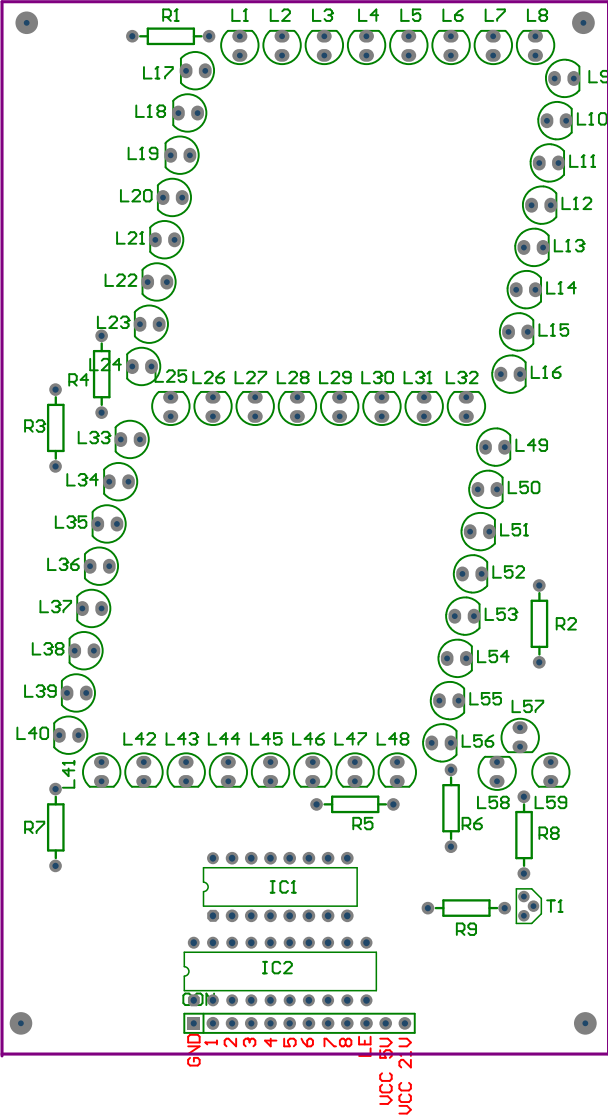 R1 L1 L2 L3 L4 L5 L6 L7 L8
L17 L9
L18 L10
L19 L11
L20 L12
L21 L13
L22 L14
L23 L15
L24 L16
R4 L25 L26 L27 L28 L29 L30 L31 L32
R3
L33 L49
L34 L50
L35 L51
L36 L52
L37 L53
R2
L38 L54
L39 L55
L40 L56 L57
L41 L42 L43 L44 L45 L46 L47 L48
L58 L59
R7 R5 R6 R8
IC1
T1
R9
IC2
CON
GND 1 2 3 4 5 6 7 8 LE VCC 5V VCC 21V